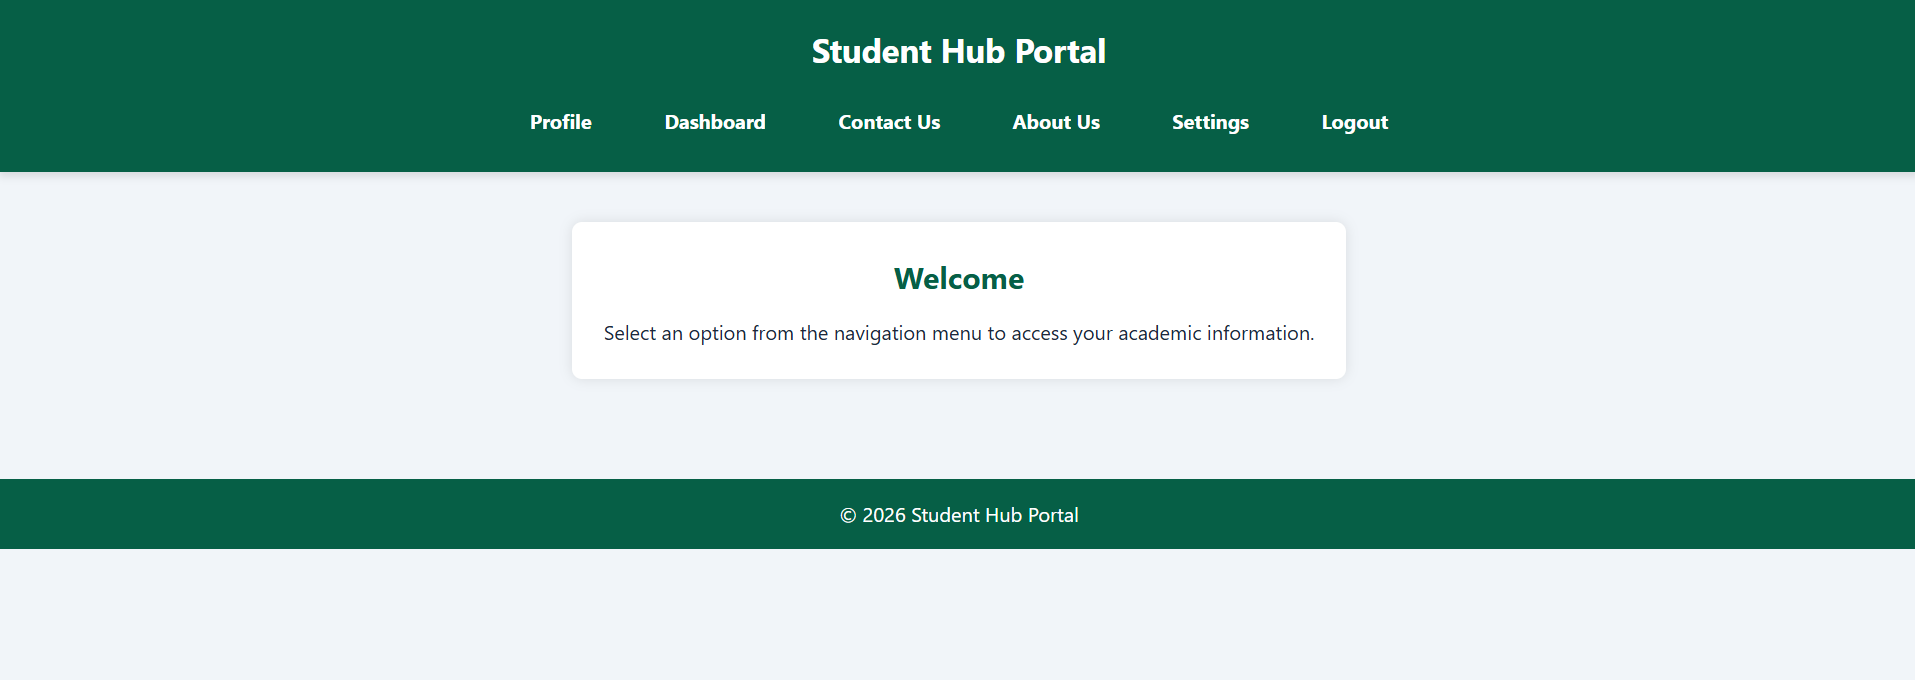 Student Hub Portal
Profile Dashboard Contact Us About Us Settings Logout
Welcome
Select an option from the navigation menu to access your academic information.
© 2026 Student Hub Portal